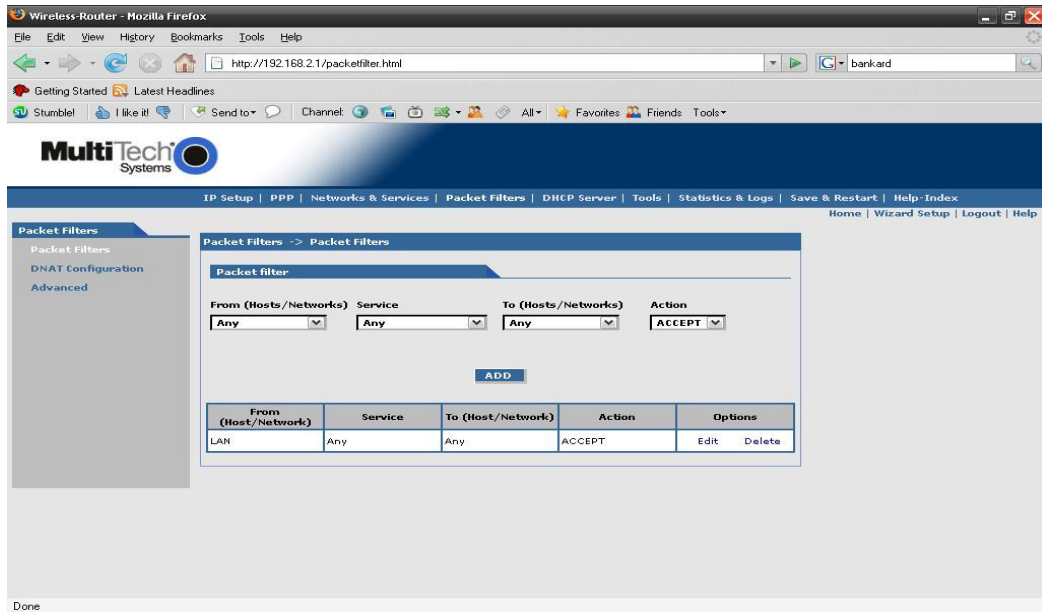 Wireless-Router - Mozilla Firefox
File Edit View History Bookmarks Tools Help
http://192.168.2.1/packetfilter.html
G bankard
Getting Started Latest Headlines
SU Stumble! I like it! Send to Channel: All Favorites Friends Tools
MultiTech Systems
IP Setup | PPP | Networks & Services | Packet Filters | DHCP Server | Tools | Statistics & Logs | Save & Restart | Help-Index
Home | Wizard Setup | Logout | Help
Packet Filters
Packet Filters
DNAT Configuration
Advanced
Packet Filters -> Packet Filters
Packet filter
From (Hosts/Networks) Service To (Hosts/Networks) Action
Any Any Any ACCEPT
ADD
From (Host/Network) Service To (Host/Network) Action Options
LAN Any Any ACCEPT Edit Delete
Done